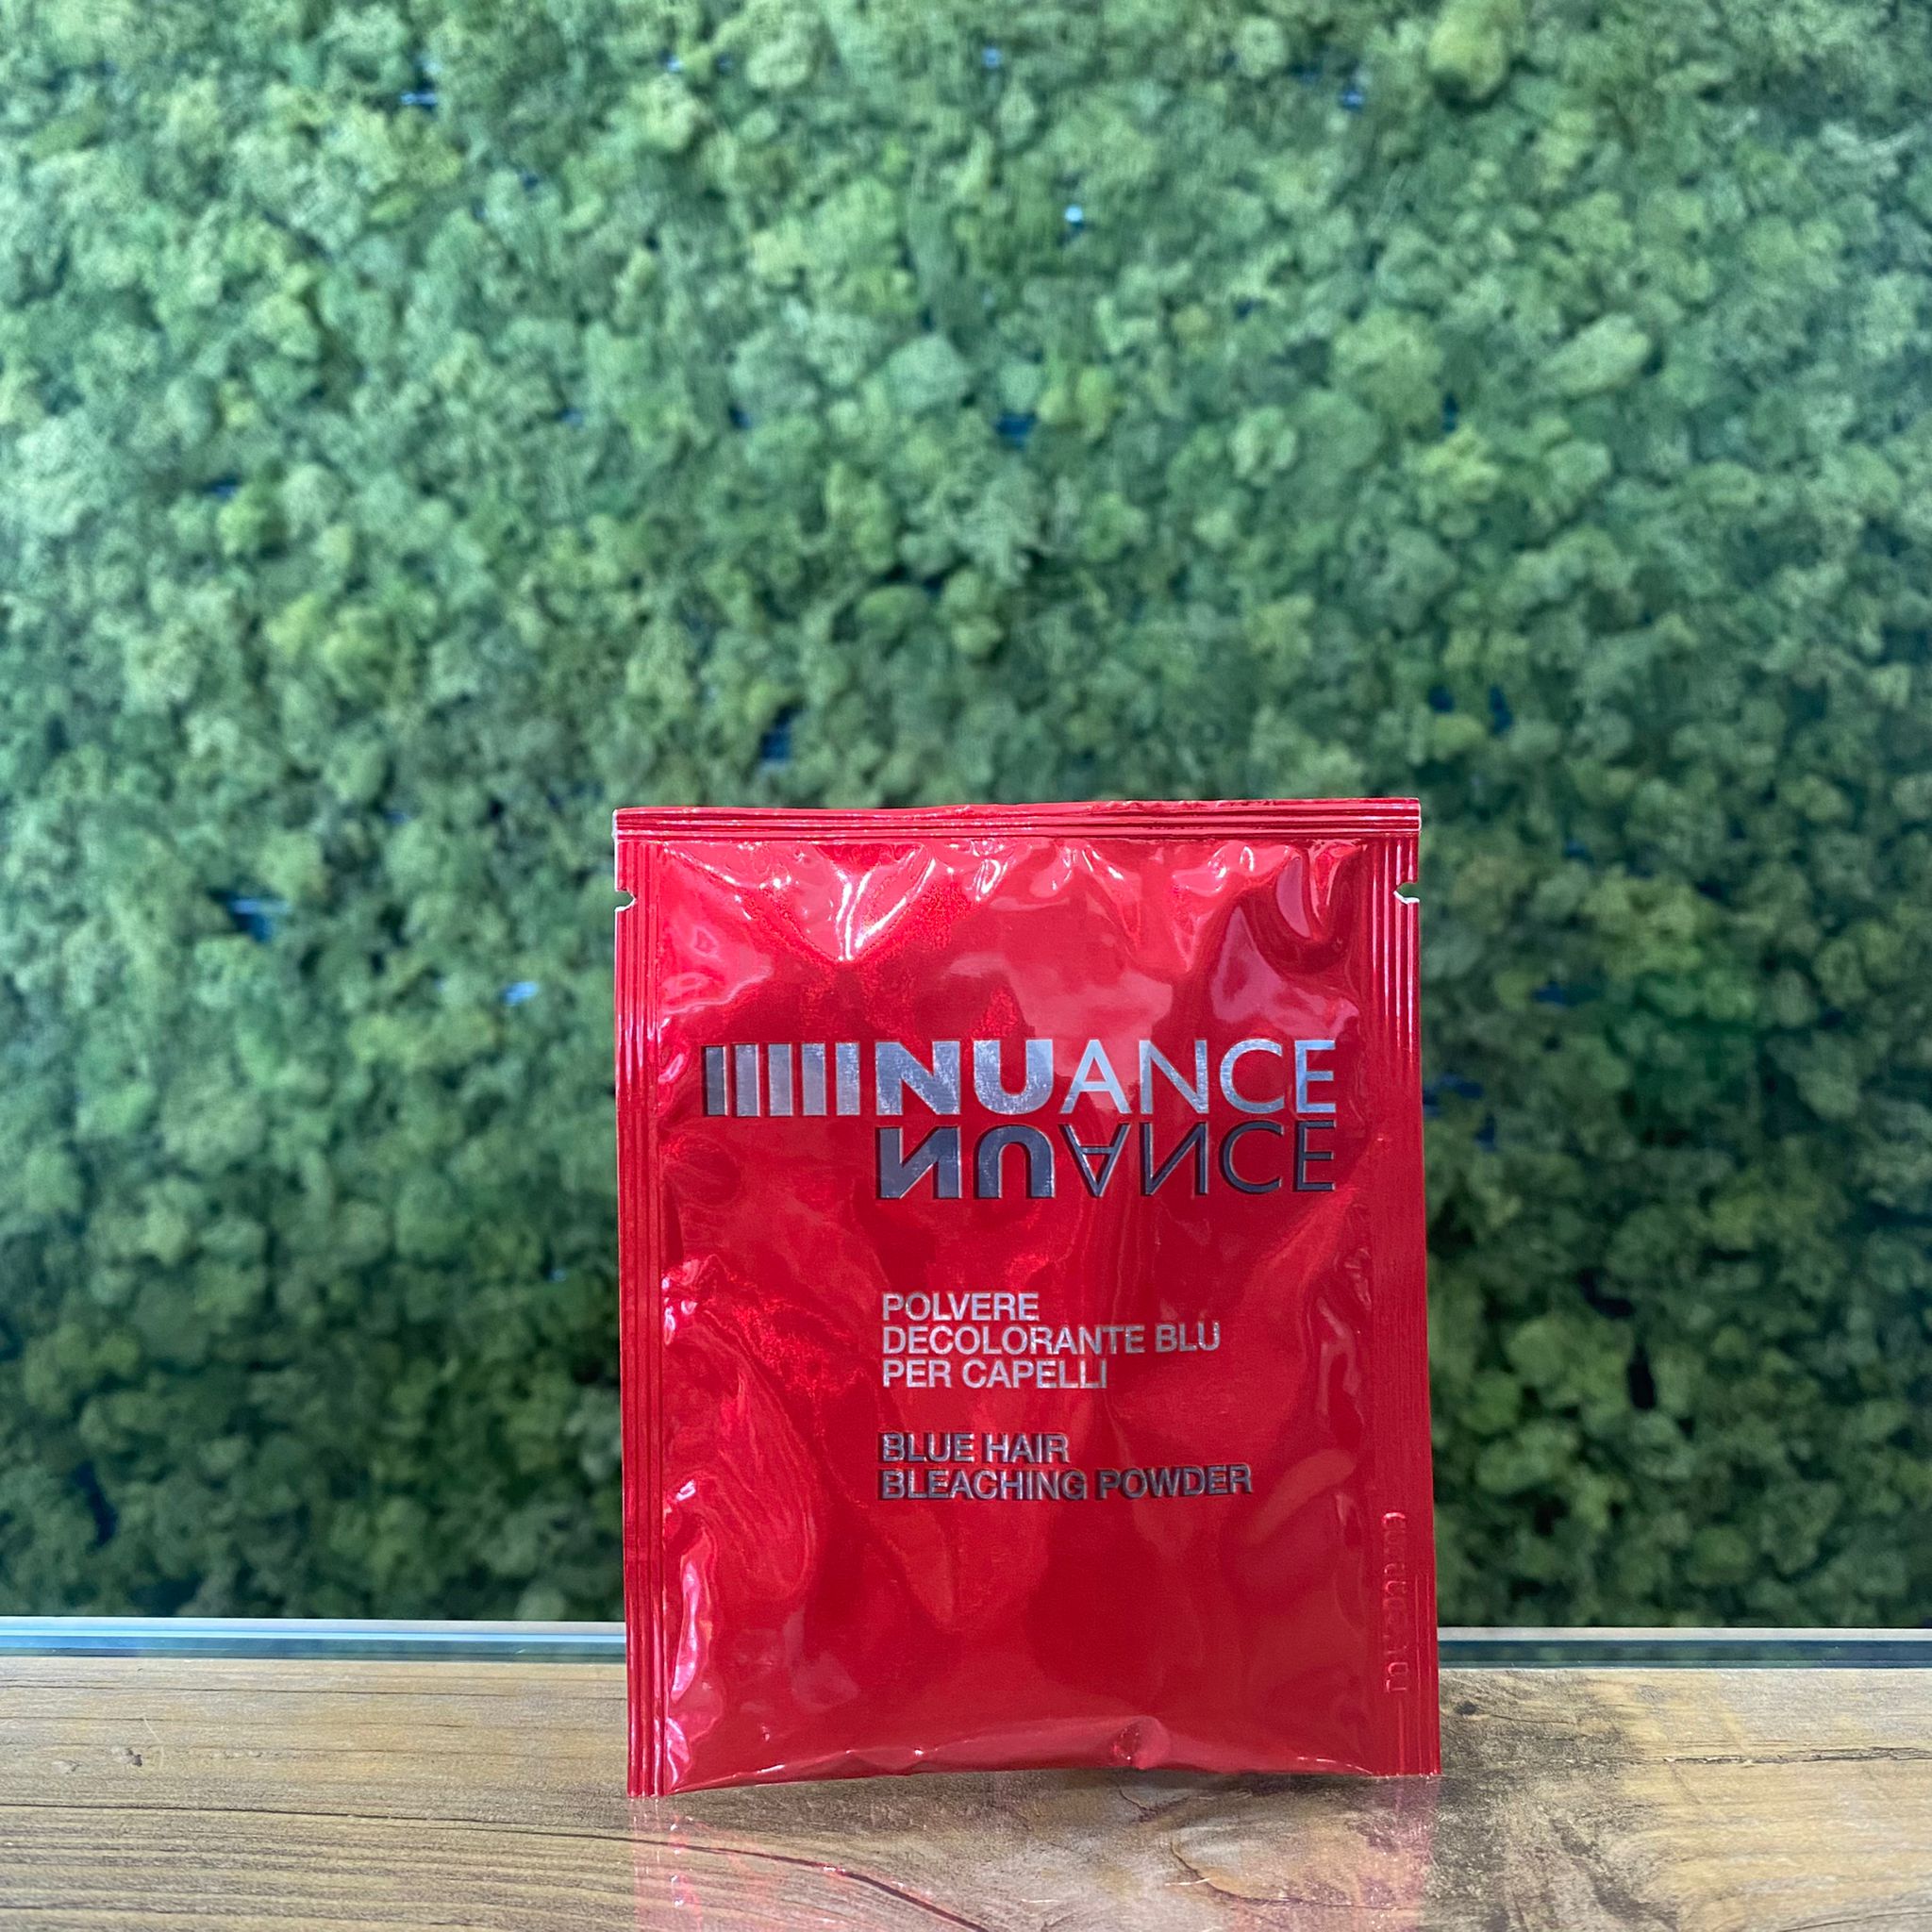 NUANCE
NUANCE
POLVERE
DECOLORANTE BLU
PER CAPELLI
BLUE HAIR
BLEACHING POWDER